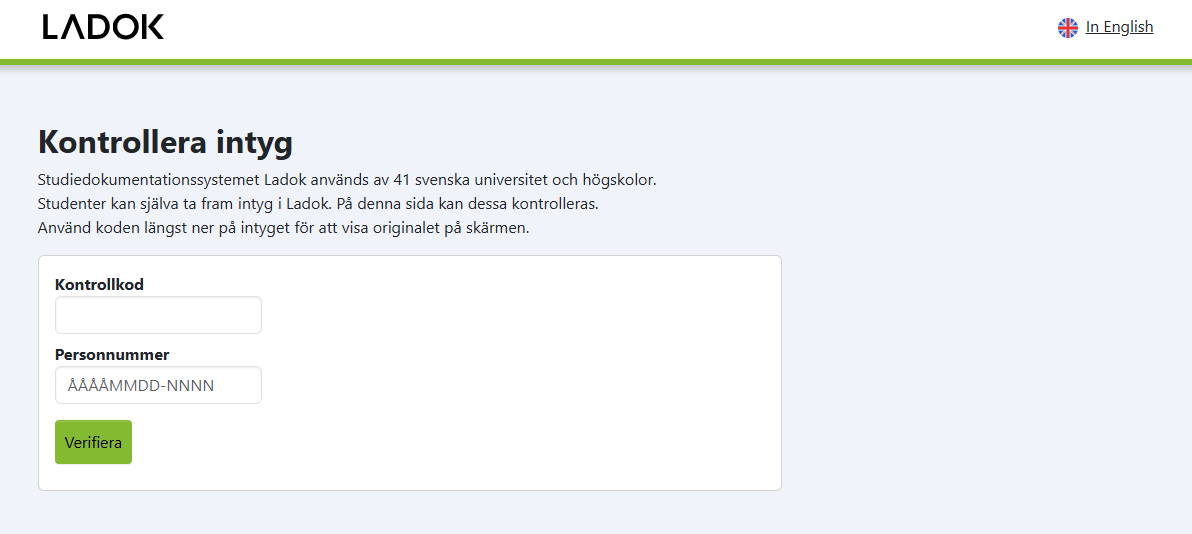 LADOK
In English
Kontrollera intyg
Studiedokumentationssystemet Ladok används av 41 svenska universitet och högskolor.
Studenter kan själva ta fram intyg i Ladok. På denna sida kan dessa kontrolleras.
Använd koden längst ner på intyget för att visa originalet på skärmen.
Kontrollkod
Personnummer
ÅÅÅÅMMDD-NNNN
Verifiera